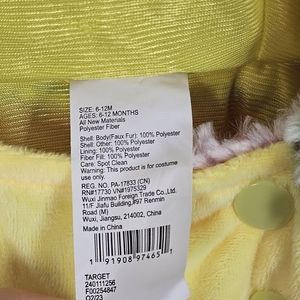 SIZE: 6-12M
AGES: 6-12 MONTHS
All New Materials
Polyester Fiber
Shell: Body(Faux Fur): 100% Polyester
Shell: Other: 100% Polyester
Lining: 100% Polyester
Fiber Fill: 100% Polyester
Care: Spot Clean
Warning: This product is for costume
use only.
REG. NO. PA-17833 (CN)
RN#17730 VN#1975329
Wuxi Jinmao Foreign Trade Co.,Ltd.
11/F Jiafu Building,#97 Renmin
Road (M)
Wuxi, Jiangsu, 214002, China
Made in China
1 91908 97465 1
TARGET
240111256
F00254847
Q2/23